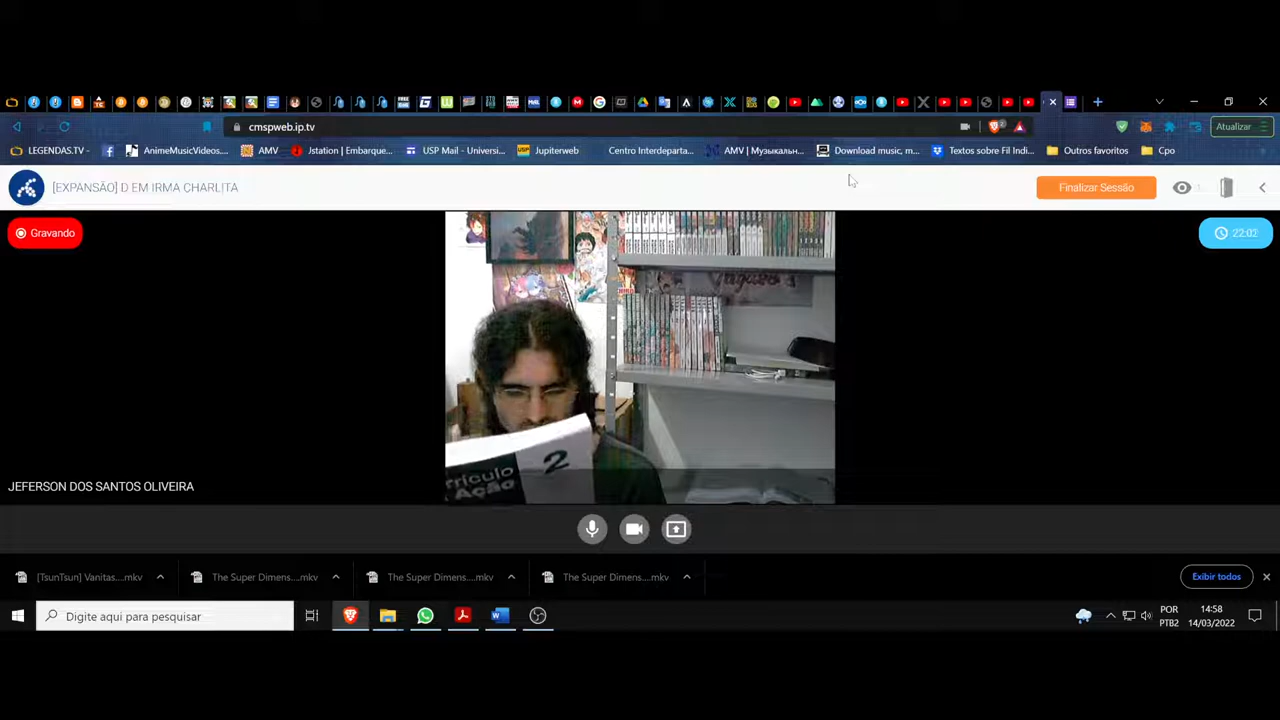 cmspweb.ip.tv
Atualizar
LEGENDAS.TV -
AnimeMusicVideos....
AMV
Jstation | Embarque...
USP Mail - Universi...
Jupiterweb
Centro Interdeparta...
AMV | Музыкальн...
Download music, m...
Textos sobre Fil Indi...
Outros favoritos
Cpo
[EXPANSÃO] D EM IRMA CHARLITA
Finalizar Sessão
Gravando
22:02
2
rrículo
Ação
JEFERSON DOS SANTOS OLIVEIRA
[TsunTsun] Vanitas....mkv
The Super Dimens....mkv
The Super Dimens....mkv
The Super Dimens....mkv
Exibir todos
Digite aqui para pesquisar
POR
PTB2
14:58
14/03/2022